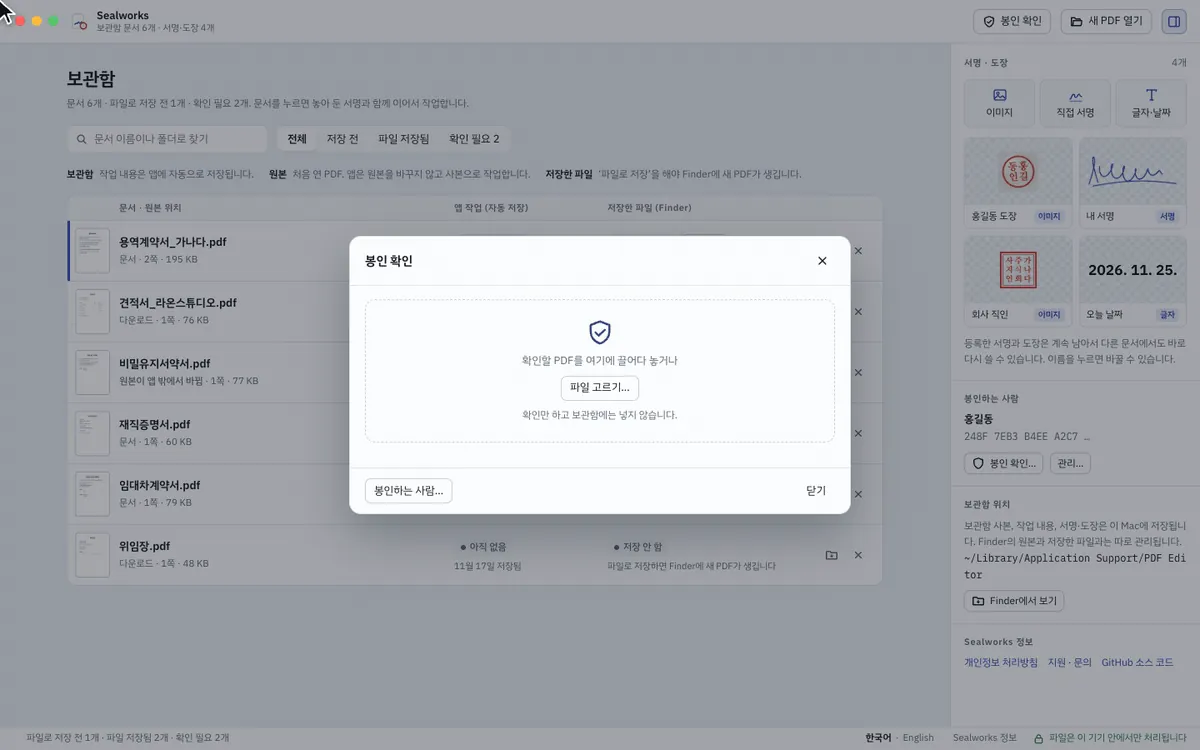 Sealworks
보관함 문서 6개 · 서명·도장 4개
봉인 확인
새 PDF 열기
보관함
문서 6개 · 파일로 저장 전 1개 · 확인 필요 2개. 문서를 누르면 놓아 둔 서명과 함께 이어서 작업합니다.
문서 이름이나 폴더로 찾기
전체
저장 전
파일 저장됨
확인 필요 2
보관함 작업 내용은 앱에 자동으로 저장됩니다.
원본 처음 연 PDF. 앱은 원본을 바꾸지 않고 사본으로 작업합니다.
저장한 파일 '파일로 저장'을 해야 Finder에 새 PDF가 생깁니다.
문서 · 원본 위치
앱 작업 (자동 저장)
저장한 파일 (Finder)
용역계약서_가나다.pdf
문서 · 2쪽 · 195 KB
견적서_라온스튜디오.pdf
다운로드 · 1쪽 · 76 KB
비밀유지서약서.pdf
원본이 앱 밖에서 바뀜 · 1쪽 · 77 KB
재직증명서.pdf
문서 · 1쪽 · 60 KB
임대차계약서.pdf
문서 · 1쪽 · 79 KB
위임장.pdf
다운로드 · 1쪽 · 48 KB
아직 없음
11월 17일 저장됨
저장 안 함
파일로 저장하면 Finder에 새 PDF가 생깁니다
봉인 확인
확인할 PDF를 여기에 끌어다 놓거나
파일 고르기...
확인만 하고 보관함에는 넣지 않습니다.
봉인하는 사람...
닫기
서명 · 도장
4개
이미지
직접 서명
글자·날짜
홍길동 도장
이미지
내 서명
서명
2026. 11. 25.
회사 직인
이미지
오늘 날짜
글자
등록한 서명과 도장은 계속 남아서 다른 문서에서도 바로
다시 쓸 수 있습니다. 이름을 누르면 바꿀 수 있습니다.
봉인하는 사람
홍길동
248F 7EB3 B4EE A2C7 …
봉인 확인...
관리...
보관함 위치
보관함 사본, 작업 내용, 서명·도장은 이 Mac에 저장됩니
다. Finder의 원본과 저장한 파일과는 따로 관리됩니다.
~/Library/Application Support/PDF Edi
tor
Finder에서 보기
Sealworks 정보
개인정보 처리방침
지원 · 문의
GitHub 소스 코드
파일로 저장 전 1개 · 파일 저장됨 2개 · 확인 필요 2개
한국어 · English
Sealworks 정보
파일은 이 기기 안에서만 처리됩니다